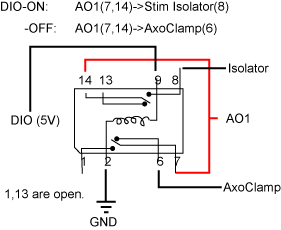 DIO-ON: AO1(7,14)->Stim Isolator(8)
-OFF: AO1(7,14)->AxoClamp(6)
14 13 9 8
Isolator
DIO (5V)
AO1
1 2 6 7
AxoClamp
1,13 are open.
GND